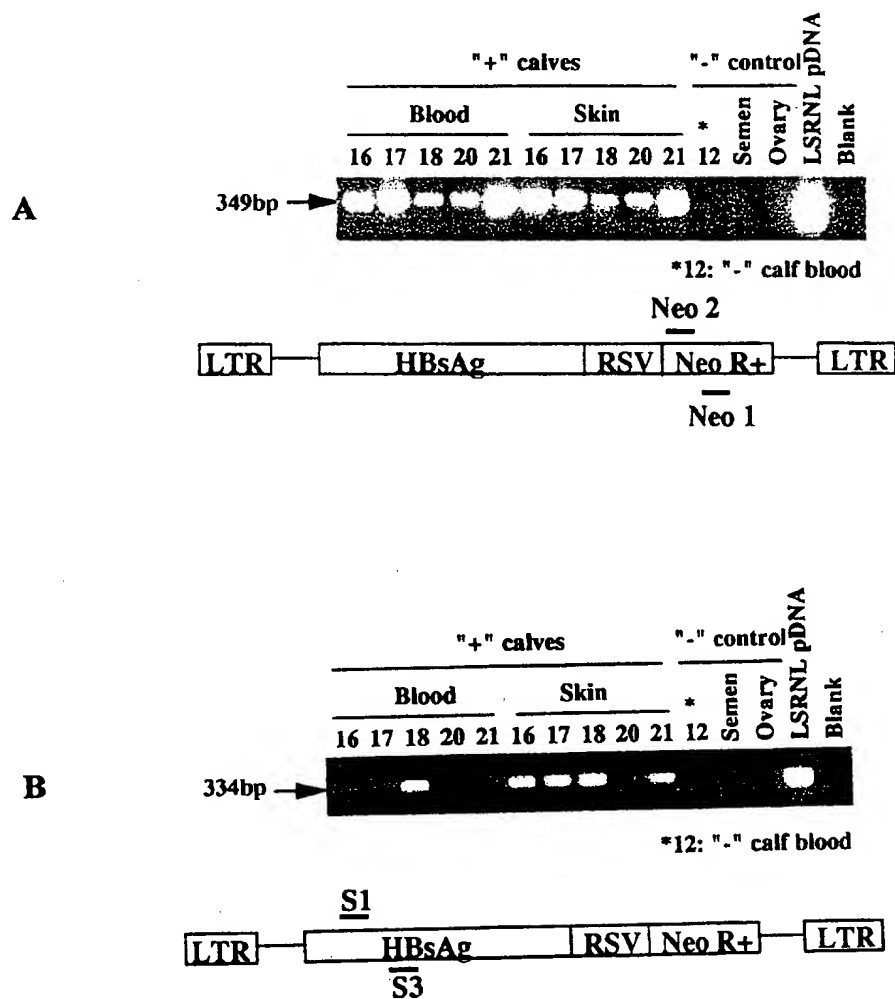 "+" calves
"-" control
LSRNL pDNA
Blank
Blood
Skin
*
Semen
Ovary
16 17 18 20 21 16 17 18 20 21 12
A
349bp
*12: "-" calf blood
Neo 2
LTR HBsAg RSV Neo R+ LTR
Neo 1
"+" calves
"-" control
LSRNL pDNA
Blank
Blood
Skin
*
Semen
Ovary
16 17 18 20 21 16 17 18 20 21 12
B
334bp
*12: "-" calf blood
S1
LTR HBsAg RSV Neo R+ LTR
S3